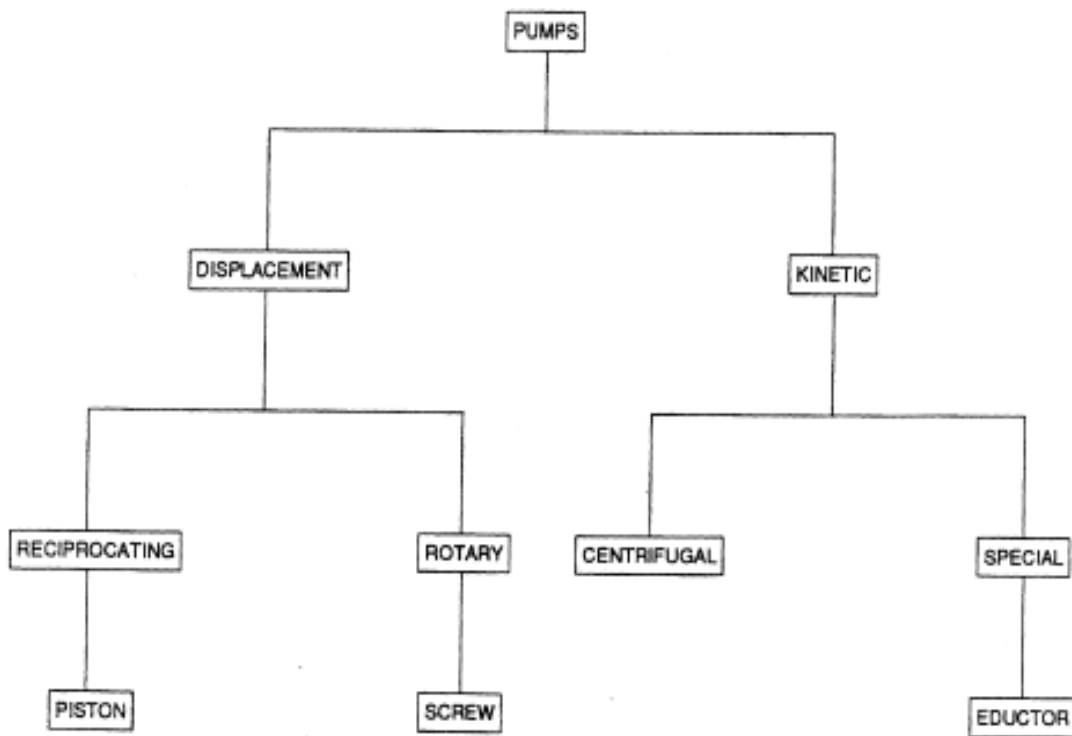 PUMPS
DISPLACEMENT
KINETIC
RECIPROCATING
ROTARY
CENTRIFUGAL
SPECIAL
PISTON
SCREW
EDUCTOR